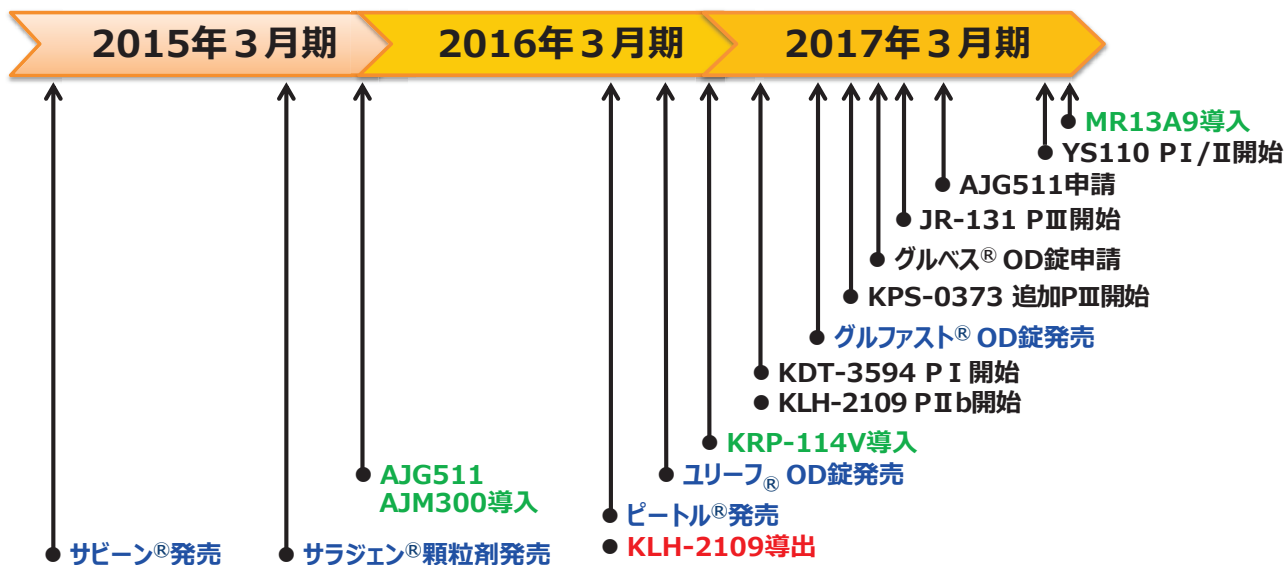 2015年３月期
2016年３月期
2017年３月期
● MR13A9導入
● YS110 PⅠ/Ⅱ開始
● AJG511申請
● JR-131 PⅢ開始
● グルベス® OD錠申請
● KPS-0373 追加PⅢ開始
● グルファスト® OD錠発売
● KDT-3594 PⅠ開始
● KLH-2109 PⅡb開始
● KRP-114V導入
● ユリーフ® OD錠発売
● AJG511
AJM300導入
● ピートル®発売
● KLH-2109導出
● サビーン®発売
● サラジェン®顆粒剤発売